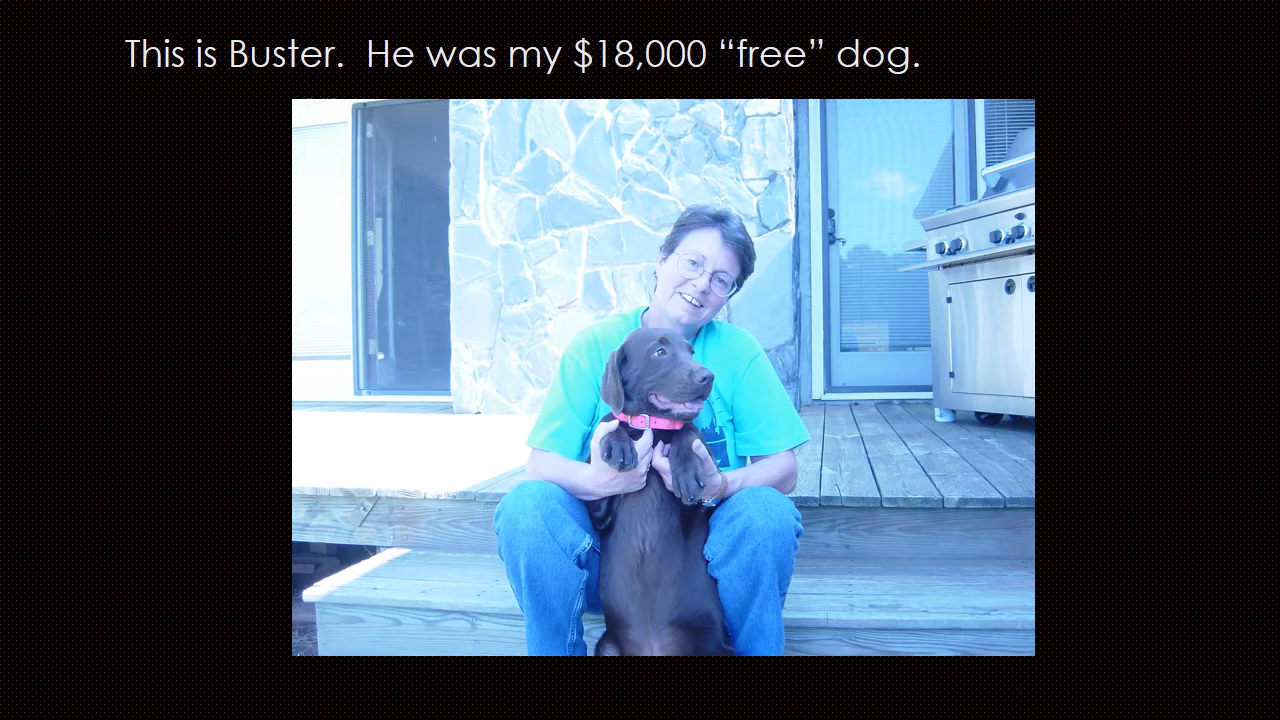 This is Buster.  He was my $18,000 “free” dog.